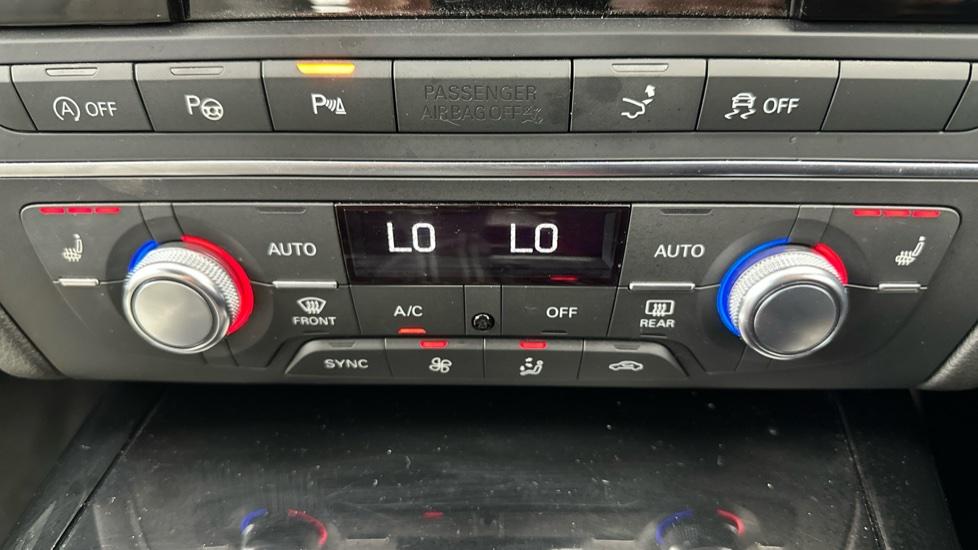 A OFF
P
P
PASSENGER
AIRBAG OFF
OFF
AUTO
LO
LO
AUTO
FRONT
A/C
OFF
REAR
SYNC